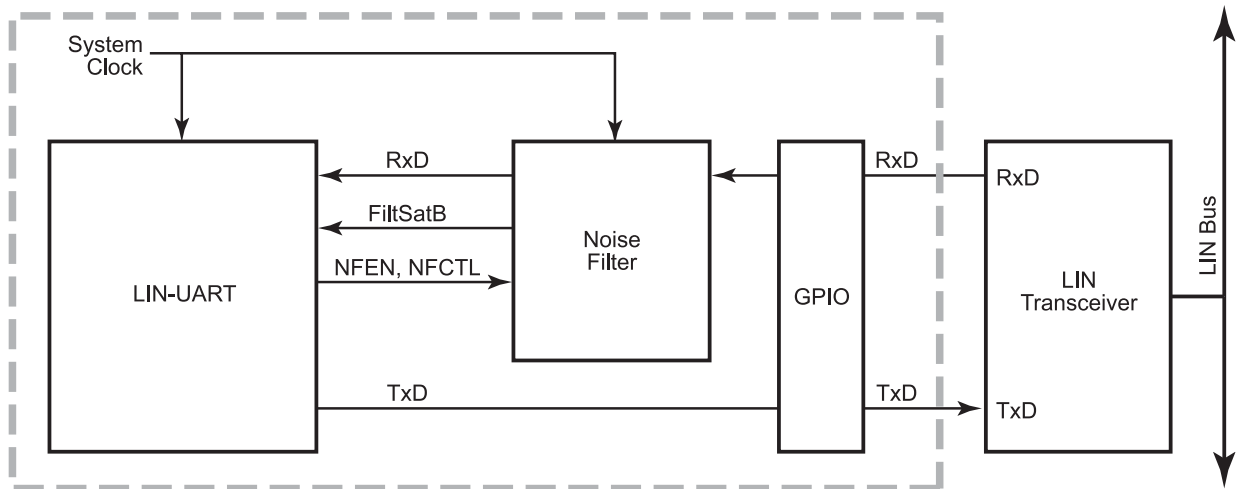 System
Clock
RxD
RxD
RxD
FiltSatB
Noise
Filter
NFEN, NFCTL
LIN-UART
GPIO
LIN
Transceiver
LIN Bus
TxD
TxD
TxD